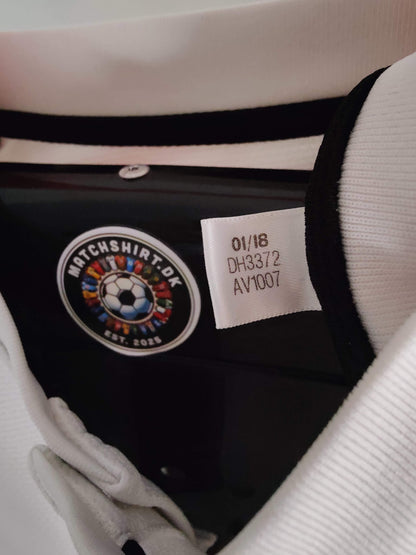 MATCHSHIRT.DK
EST. 2025
01/18
DH3372
AV1007